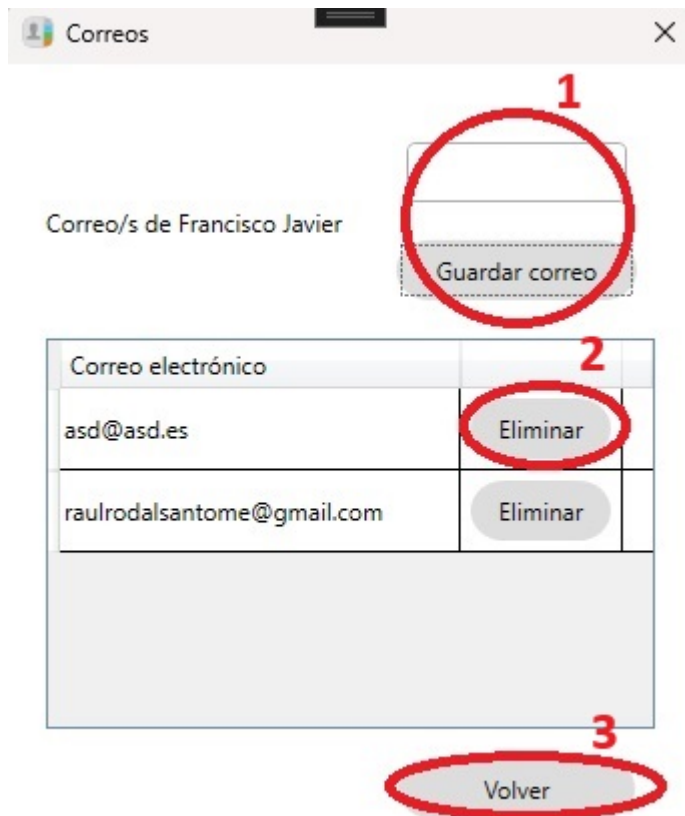 Correos
1
Correo/s de Francisco Javier
Guardar correo
Correo electrónico
2
asd@asd.es
Eliminar
raulrodalsantome@gmail.com
Eliminar
3
Volver